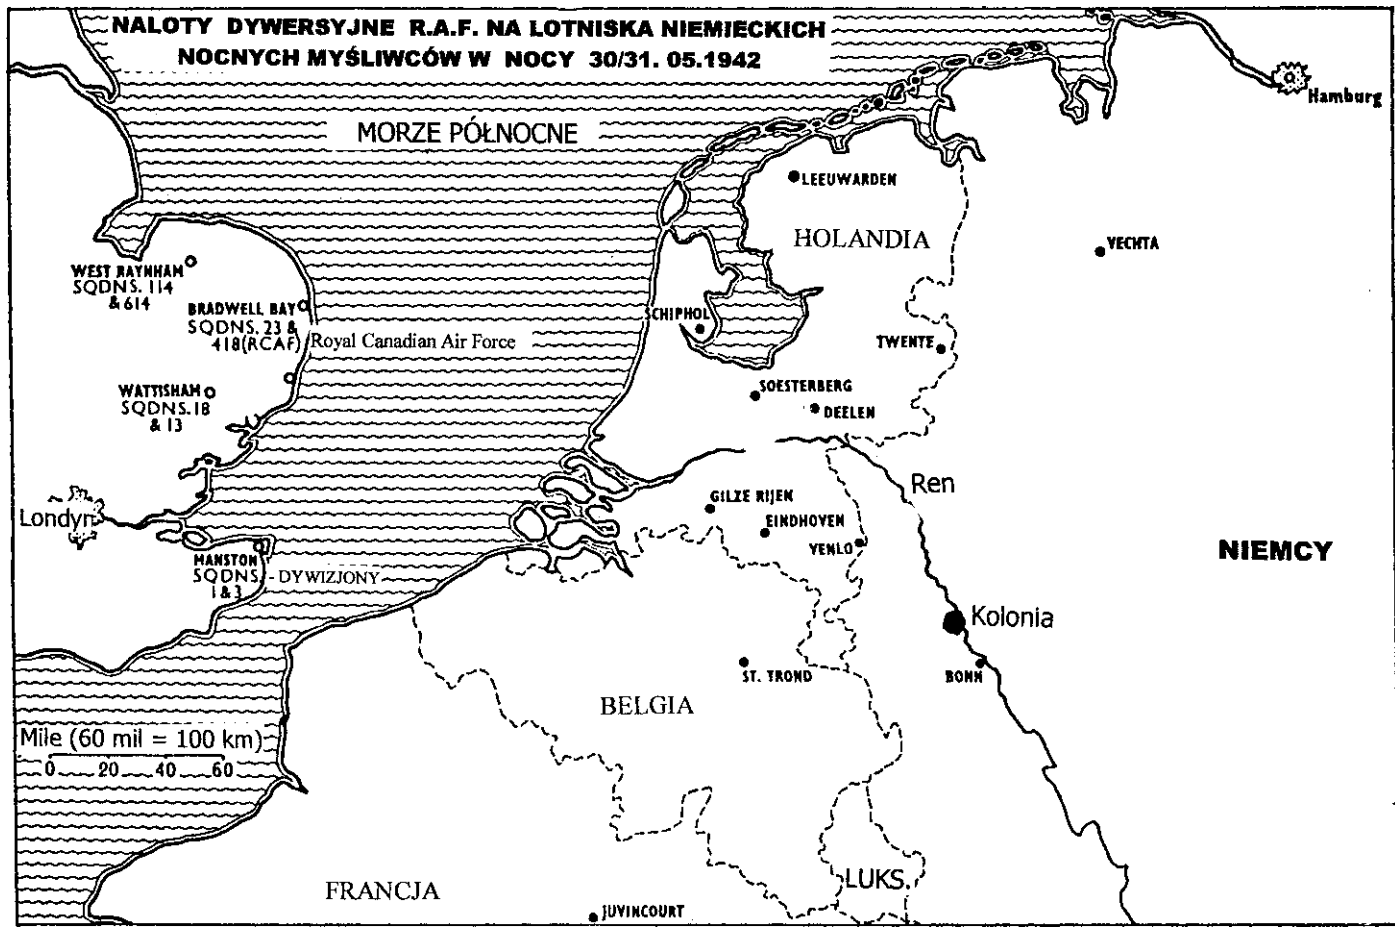 NALOTY DYWERSYJNE R.A.F. NA LOTNISKA NIEMIECKICH
NOCNYCH MYŚLIWCÓW W NOCY 30/31. 05.1942
Hamburg
MORZE PÓŁNOCNE
LEEUWARDEN
HOLANDIA
VECHTA
WEST RAYNHAM
SQDNS. 114
& 614
BRADWELL BAY
SQDNS. 23 &
418(RCAF)
Royal Canadian Air Force
SCHIPHOL
TWENTE
WATTISHAM
SQDNS.18
& 13
SOESTERBERG
DEELEN
Ren
GILZE RIJEN
Londyn
EINDHOVEN
VENLO
NIEMCY
MANSTON
SQDNS.
1 & 3
- DYWIZJONY
Kolonia
ST. TROND
BONN
BELGIA
Mile (60 mil = 100 km)
0 20 40 60
FRANCJA
LUKS.
JUVINCOURT